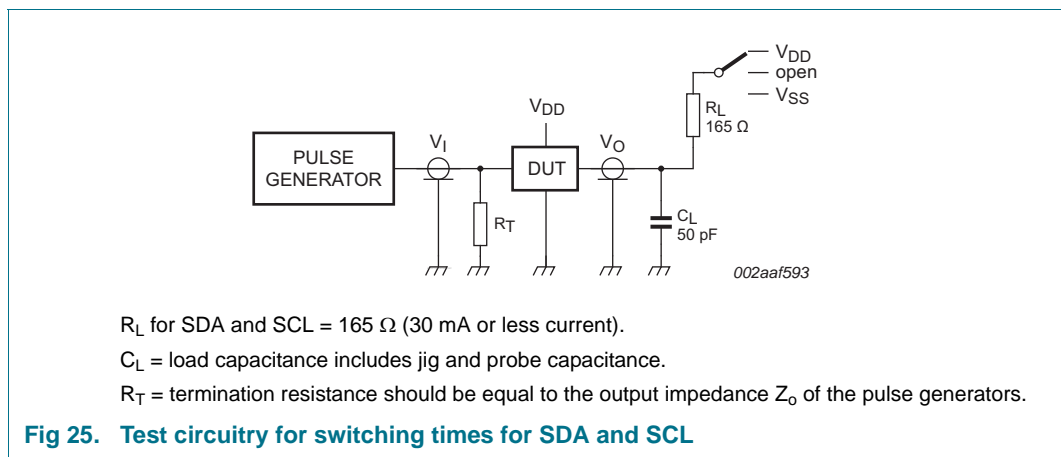 V_DD
open
V_SS
R_L
165 Ω
V_DD
V_I
V_O
PULSE
GENERATOR
DUT
R_T
C_L
50 pF
002aaf593
R_L for SDA and SCL = 165 Ω (30 mA or less current).
C_L = load capacitance includes jig and probe capacitance.
R_T = termination resistance should be equal to the output impedance Z_o of the pulse generators.
Fig 25. Test circuitry for switching times for SDA and SCL